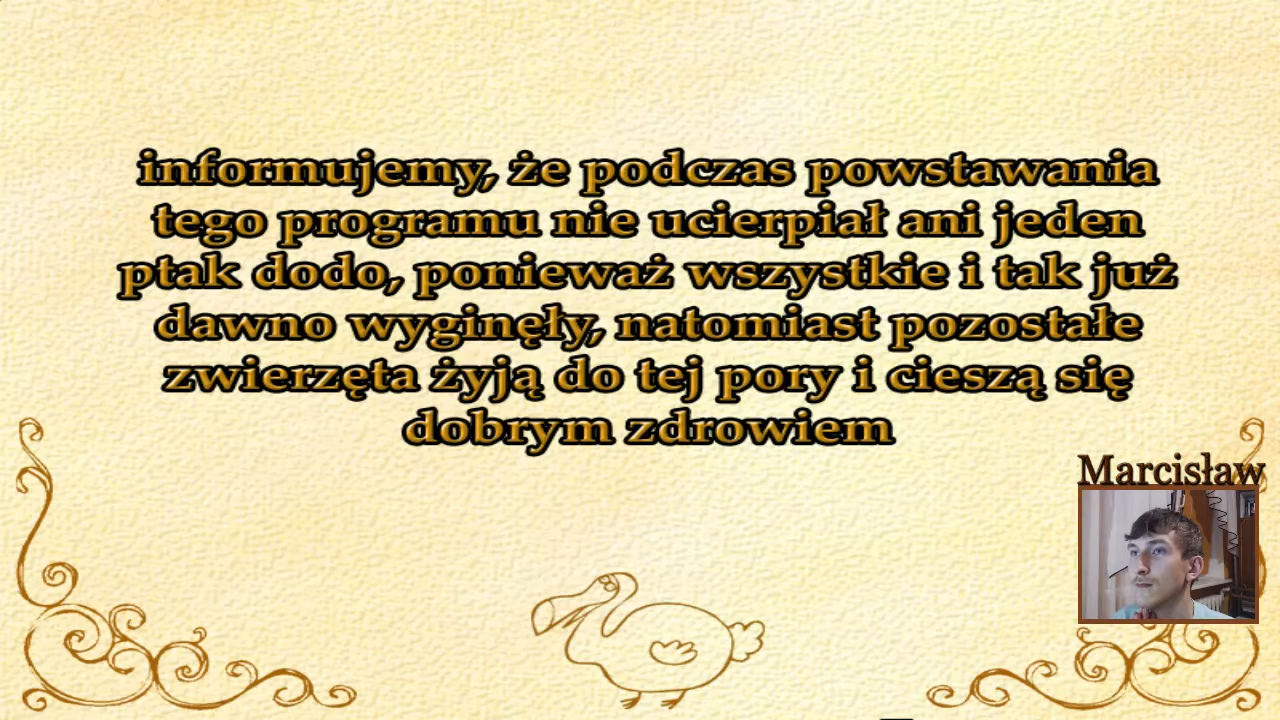 informujemy, że podczas powstawania
tego programu nie ucierpiał ani jeden
ptak dodo, ponieważ wszystkie i tak już
dawno wyginęły, natomiast pozostałe
zwierzęta żyją do tej pory i cieszą się
dobrym zdrowiem
Marcisław